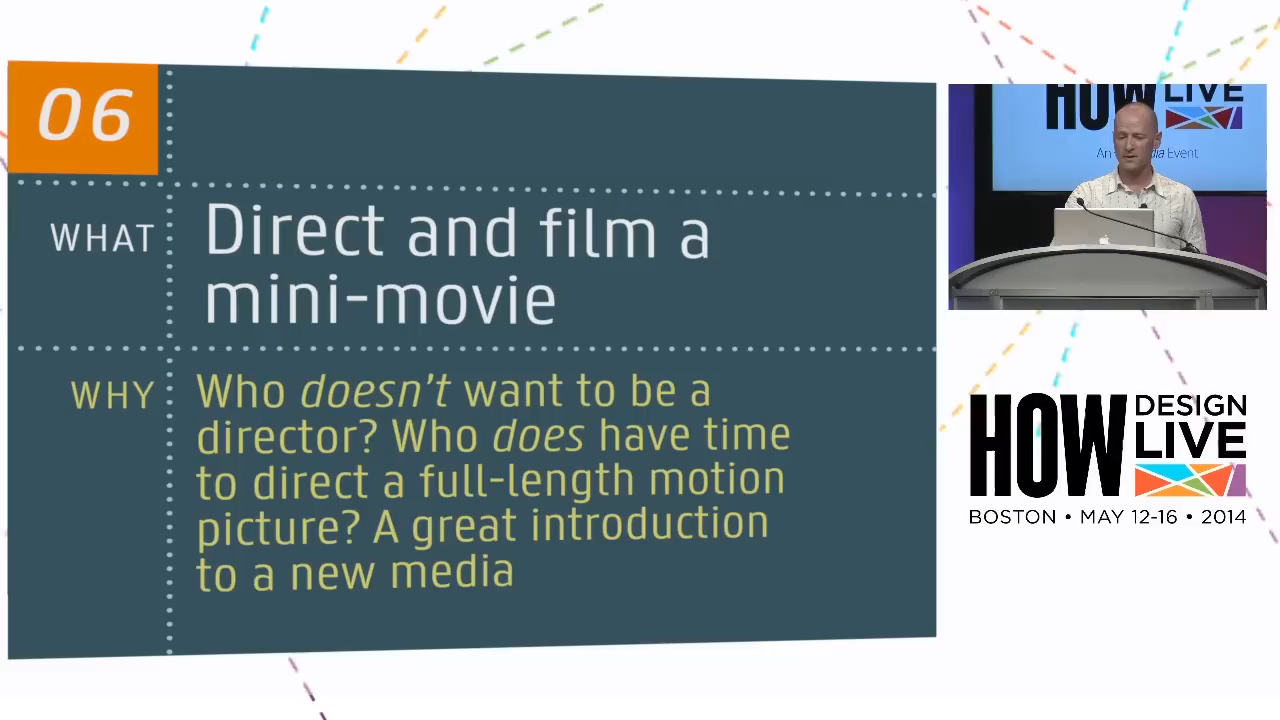 06
WHAT
Direct and film a
mini-movie
WHY
Who doesn't want to be a
director? Who does have time
to direct a full-length motion
picture? A great introduction
to a new media
HOW
LIVE
An
Event
HOW
DESIGN
LIVE
BOSTON • MAY 12-16 • 2014